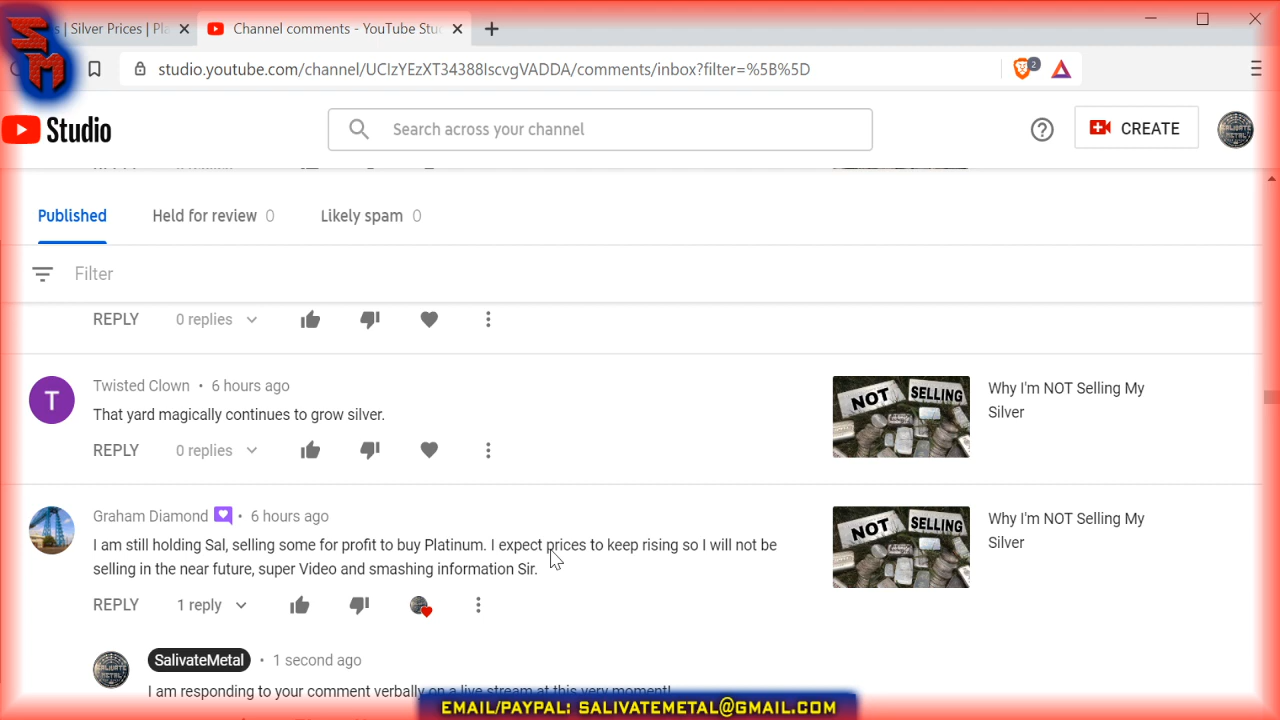 SM
Silver Prices | Pla
Channel comments - YouTube Stud
studio.youtube.com/channel/UCIzYEzXT34388IscvgVADDA/comments/inbox?filter=%5B%5D
2
Studio
Search across your channel
CREATE
Published
Held for review 0
Likely spam 0
Filter
REPLY 0 replies
T
Twisted Clown • 6 hours ago
That yard magically continues to grow silver.
REPLY 0 replies
NOT SELLING
Why I'm NOT Selling My
Silver
Graham Diamond • 6 hours ago
I am still holding Sal, selling some for profit to buy Platinum. I expect prices to keep rising so I will not be
selling in the near future, super Video and smashing information Sir.
REPLY 1 reply
NOT SELLING
Why I'm NOT Selling My
Silver
SalivateMetal • 1 second ago
I am responding to your comment verbally on a live stream at this very moment!
EMAIL/PAYPAL: SALIVATEMETAL@GMAIL.COM